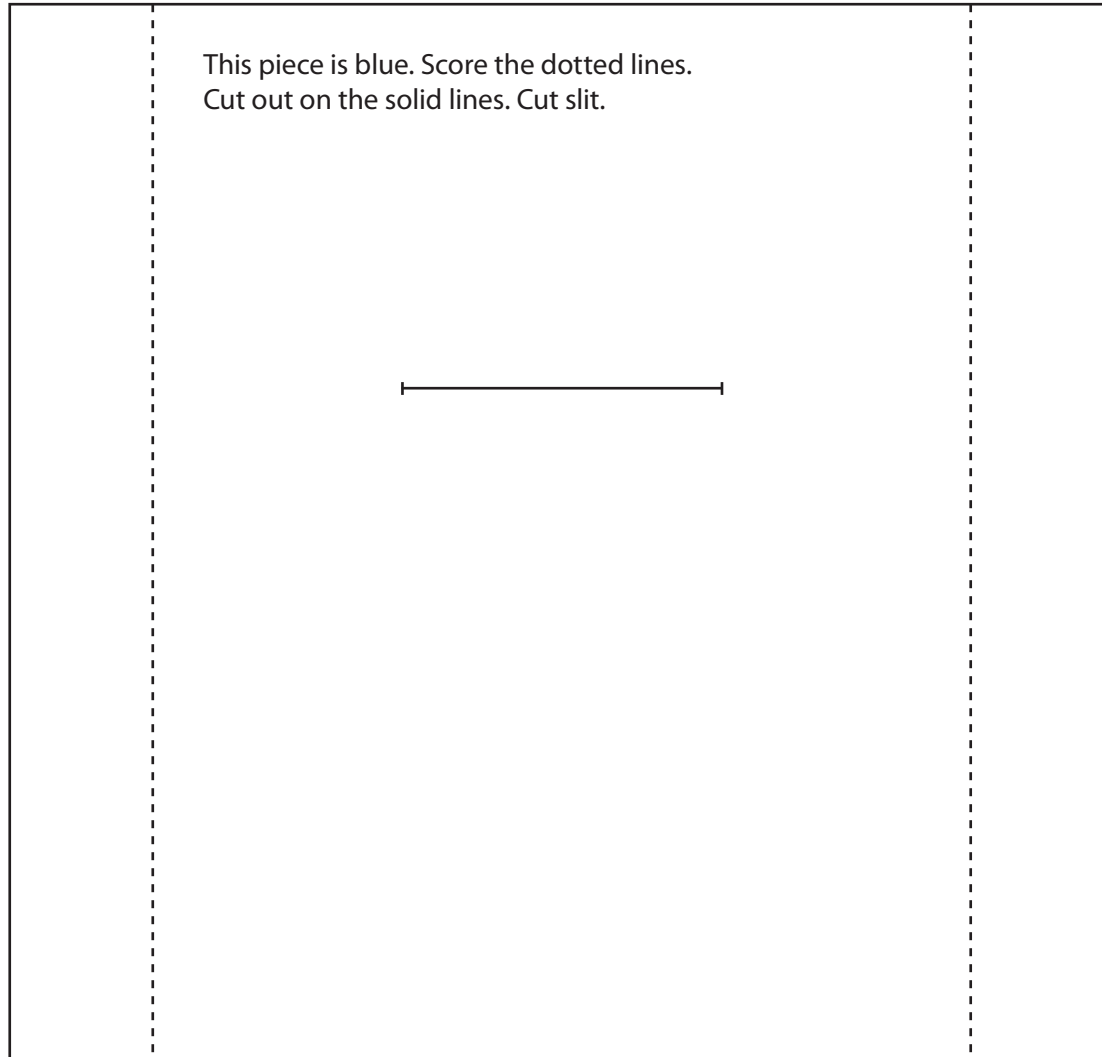 This piece is blue. Score the dotted lines.
Cut out on the solid lines. Cut slit.